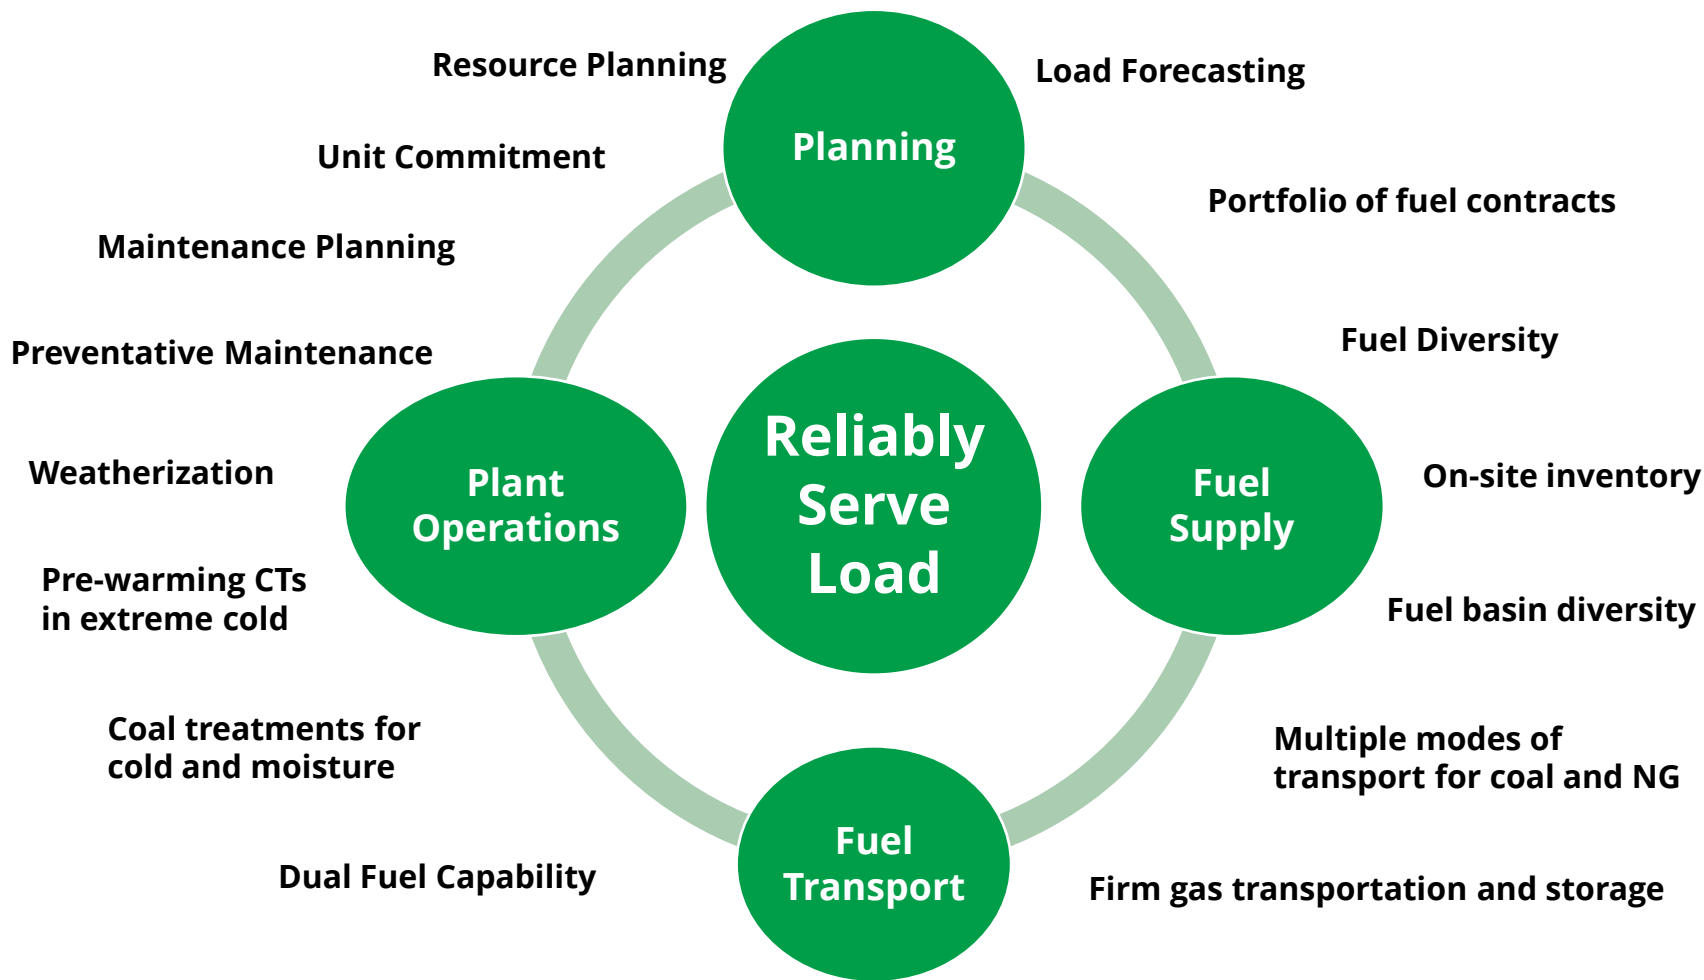 Resource Planning
Load Forecasting
Planning
Unit Commitment
Portfolio of fuel contracts
Maintenance Planning
Fuel Diversity
Preventative Maintenance
Reliably
Serve
Load
Plant
Operations
Fuel
Supply
Weatherization
On-site inventory
Pre-warming CTs
in extreme cold
Fuel basin diversity
Coal treatments for
cold and moisture
Multiple modes of
transport for coal and NG
Fuel
Transport
Dual Fuel Capability
Firm gas transportation and storage